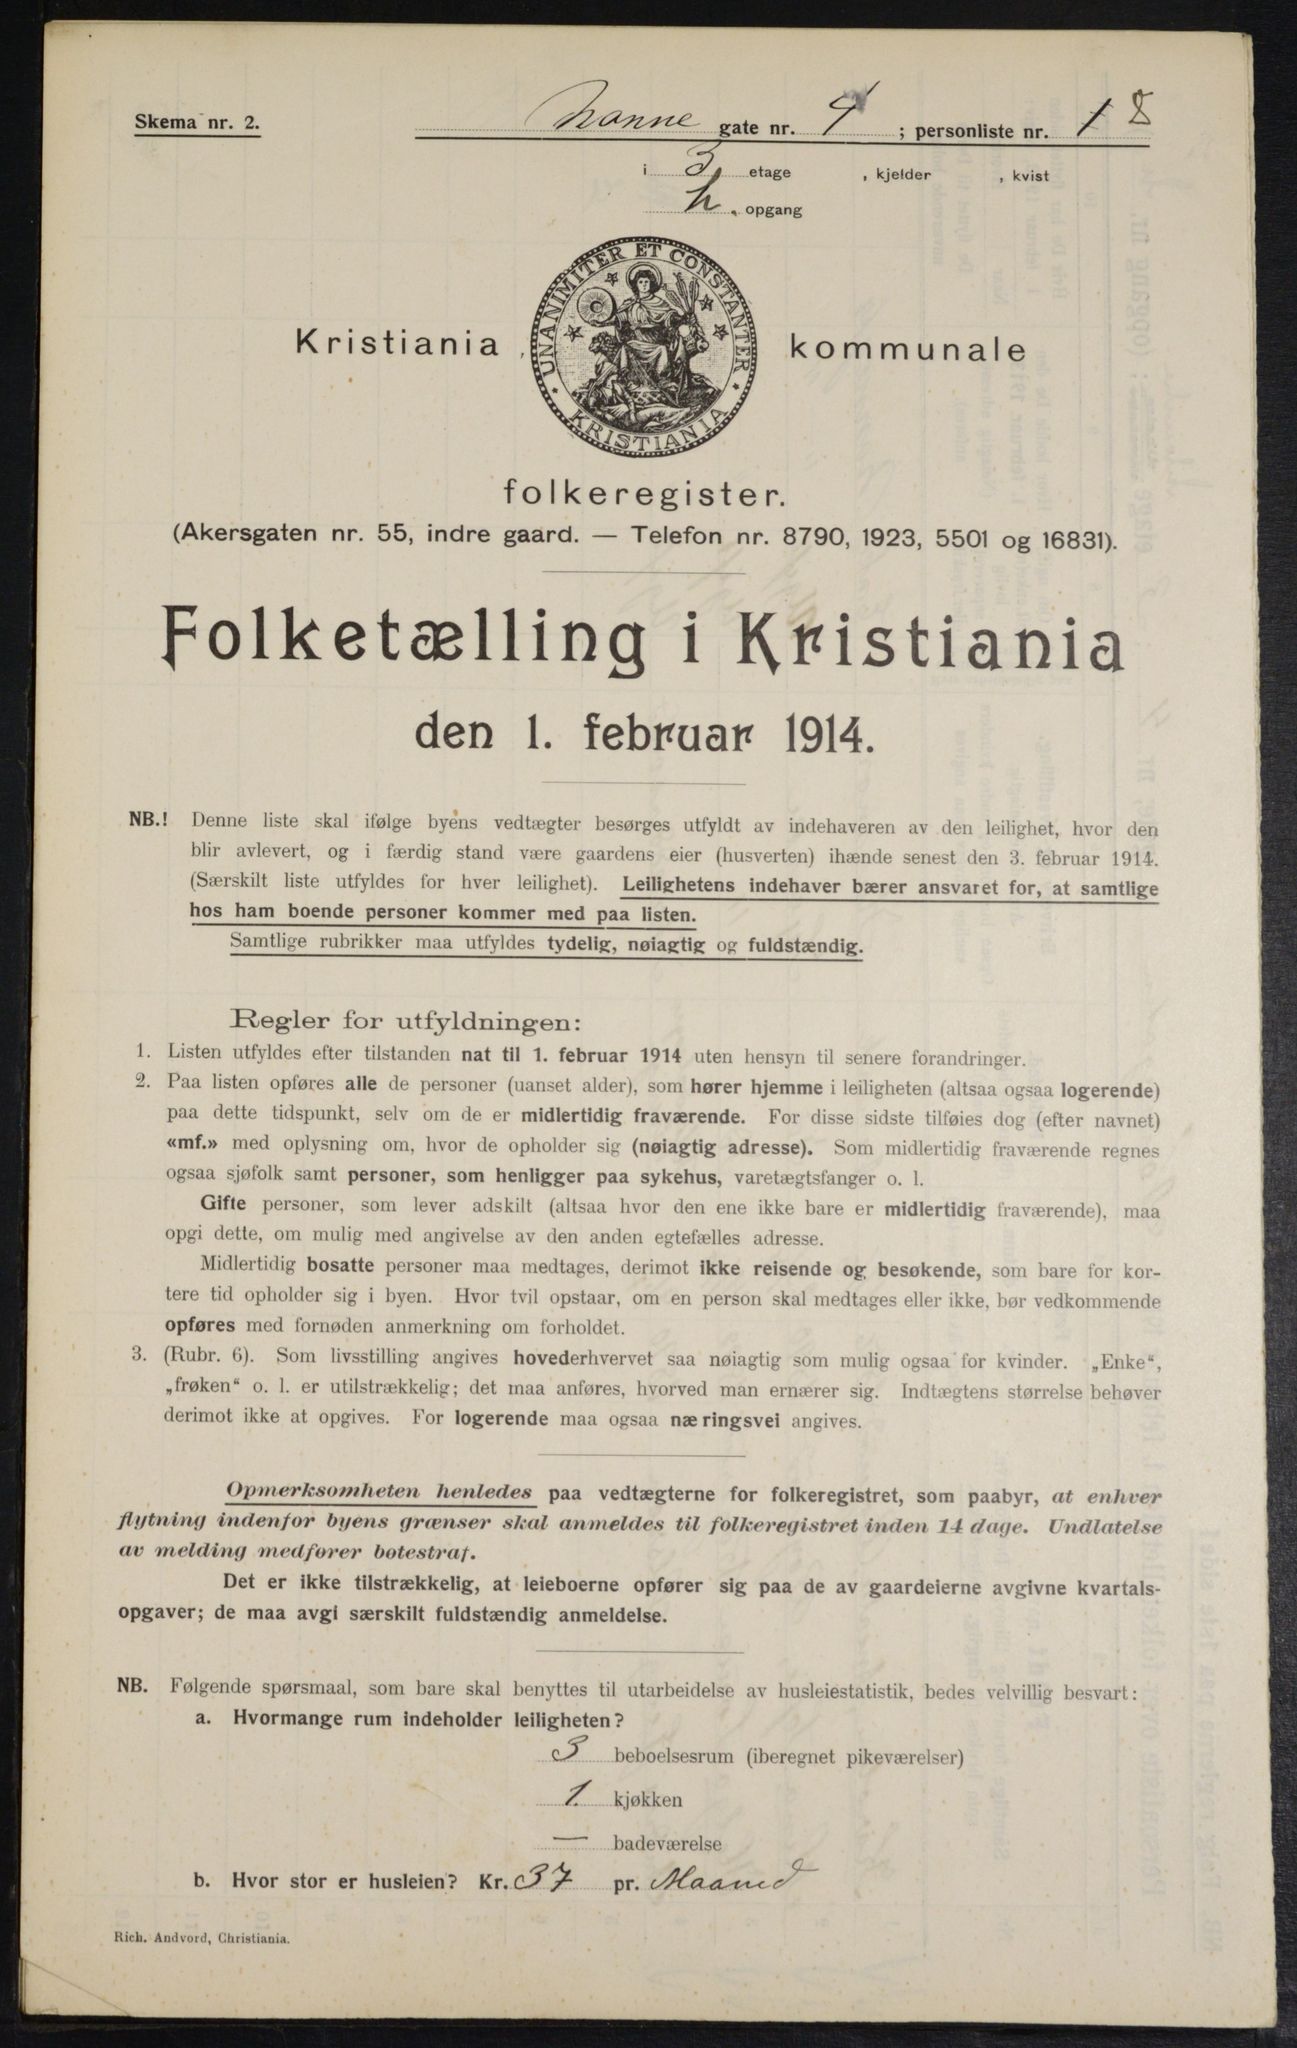 Skema nr. 2.
Nanne gate nr. 4 ; personliste nr. 1 8
i 3 etage , kjelder , kvist
h. opgang
UNANIMITER ET CONSTANTER
KRISTIANIA
Kristiania kommunale
folkeregister.
(Akersgaten nr. 55, indre gaard. — Telefon nr. 8790, 1923, 5501 og 16831).
Folketælling i Kristiania
den 1. februar 1914.
NB.! Denne liste skal ifølge byens vedtægter besørges utfyldt av indehaveren av den leilighet, hvor den
blir avlevert, og i færdig stand være gaardens eier (husverten) ihænde senest den 3. februar 1914.
(Særskilt liste utfyldes for hver leilighet). Leilighetens indehaver bærer ansvaret for, at samtlige
hos ham boende personer kommer med paa listen.
Samtlige rubrikker maa utfyldes tydelig, nøiagtig og fuldstændig.
Regler for utfyldningen:
1. Listen utfyldes efter tilstanden nat til 1. februar 1914 uten hensyn til senere forandringer.
2. Paa listen opføres alle de personer (uanset alder), som hører hjemme i leiligheten (altsaa ogsaa logerende)
paa dette tidspunkt, selv om de er midlertidig fraværende. For disse sidste tilføies dog (efter navnet)
«mf.» med oplysning om, hvor de opholder sig (nøiagtig adresse). Som midlertidig fraværende regnes
ogsaa sjøfolk samt personer, som henligger paa sykehus, varetægtsfanger o. l.
Gifte personer, som lever adskilt (altsaa hvor den ene ikke bare er midlertidig fraværende), maa
opgi dette, om mulig med angivelse av den anden egtefælles adresse.
Midlertidig bosatte personer maa medtages, derimot ikke reisende og besøkende, som bare for kor-
tere tid opholder sig i byen. Hvor tvil opstaar, om en person skal medtages eller ikke, bør vedkommende
opføres med fornøden anmerkning om forholdet.
3. (Rubr. 6). Som livsstilling angives hovederhvervet saa nøiagtig som mulig ogsaa for kvinder. „Enke“,
„frøken“ o. l. er utilstrækkelig; det maa anføres, hvorved man ernærer sig. Indtægtens størrelse behøver
derimot ikke at opgives. For logerende maa ogsaa næringsvei angives.
Opmerksomheten henledes paa vedtægterne for folkeregistret, som paabyr, at enhver
flytning indenfor byens grænser skal anmeldes til folkeregistret inden 14 dage. Undlatelse
av melding medfører botestraf.
Det er ikke tilstrækkelig, at leieboerne opfører sig paa de av gaardeierne avgivne kvartals-
opgaver; de maa avgi særskilt fuldstændig anmeldelse.
NB. Følgende spørsmaal, som bare skal benyttes til utarbeidelse av husleiestatistik, bedes velvillig besvart:
a. Hvormange rum indeholder leiligheten?
3 beboelsesrum (iberegnet pikeværelser)
1. kjøkken
— badeværelse
b. Hvor stor er husleien? Kr. 37 pr. Maaned
Rich. Andvord, Christiania.